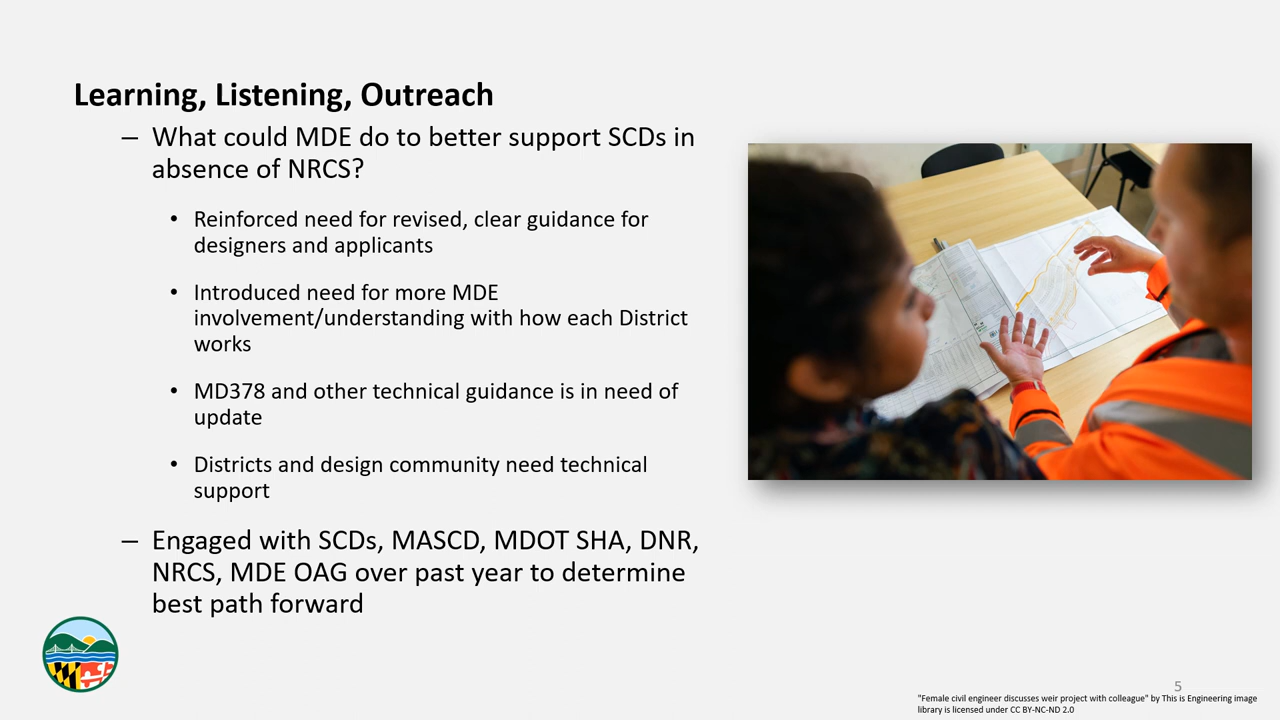 Learning, Listening, Outreach
– What could MDE do to better support SCDs in
absence of NRCS?
• Reinforced need for revised, clear guidance for
designers and applicants
• Introduced need for more MDE
involvement/understanding with how each District
works
• MD378 and other technical guidance is in need of
update
• Districts and design community need technical
support
– Engaged with SCDs, MASCD, MDOT SHA, DNR,
NRCS, MDE OAG over past year to determine
best path forward
5
"Female civil engineer discusses weir project with colleague" by This is Engineering image
library is licensed under CC BY-NC-ND 2.0